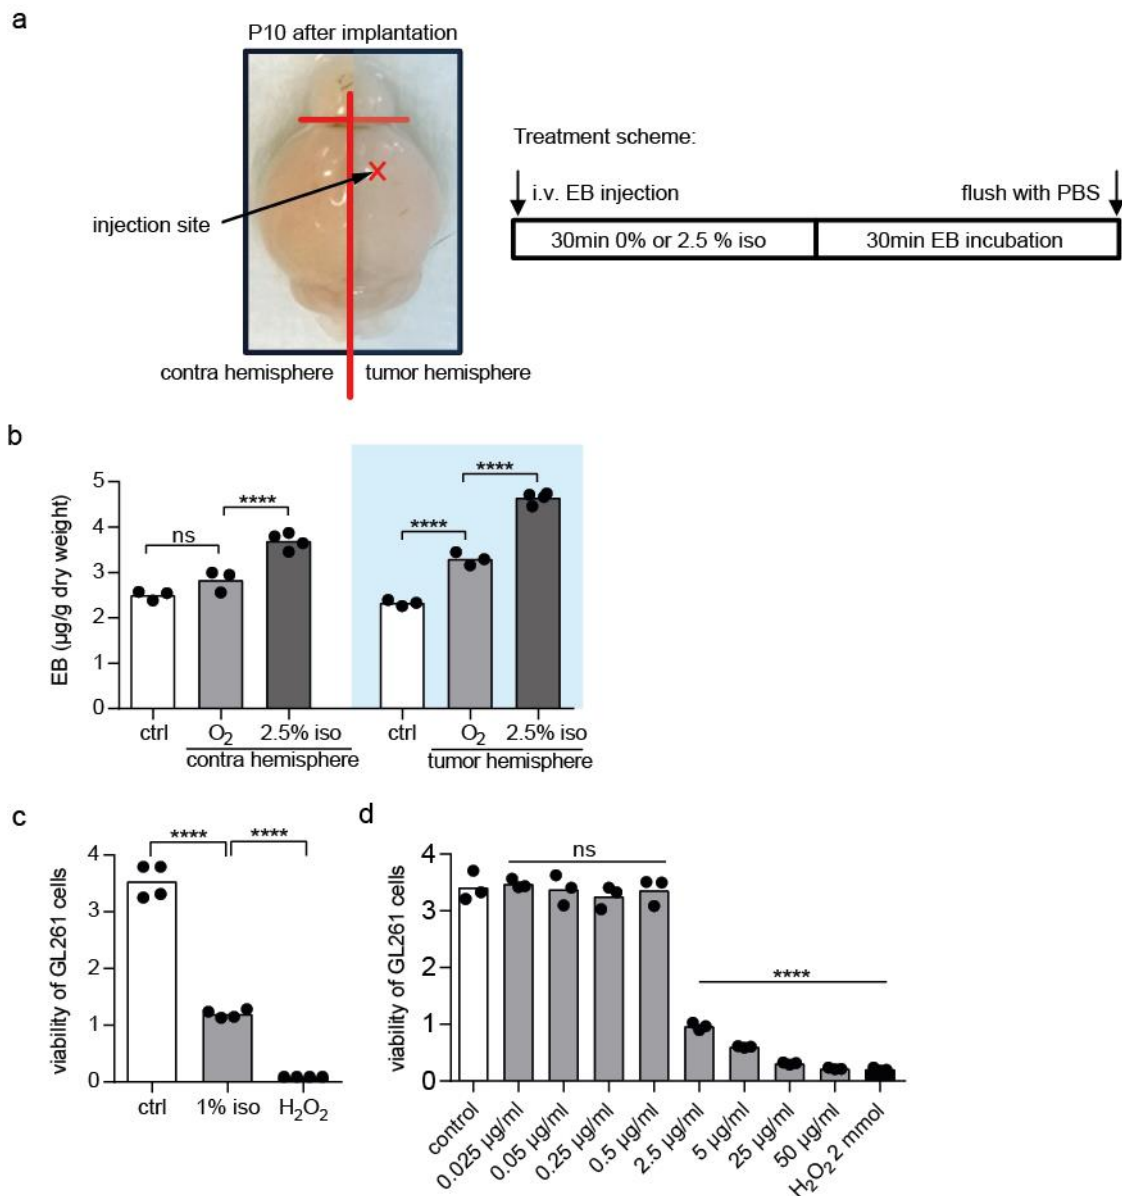 a
P10 after implantation
injection site
contra hemisphere
tumor hemisphere
Treatment scheme:
i.v. EB injection
flush with PBS
30min 0% or 2.5 % iso
30min EB incubation
b
EB (µg/g dry weight)
5
4
3
2
1
0
ns
****
****
****
ctrl
O₂
2.5% iso
contra hemisphere
ctrl
O₂
2.5% iso
tumor hemisphere
c
viability of GL261 cells
4
3
2
1
0
****
****
ctrl
1% iso
H₂O₂
d
viability of GL261 cells
4
3
2
1
0
ns
****
control
0.025 µg/ml
0.05 µg/ml
0.25 µg/ml
0.5 µg/ml
2.5 µg/ml
5 µg/ml
25 µg/ml
50 µg/ml
H₂O₂ 2 mmol